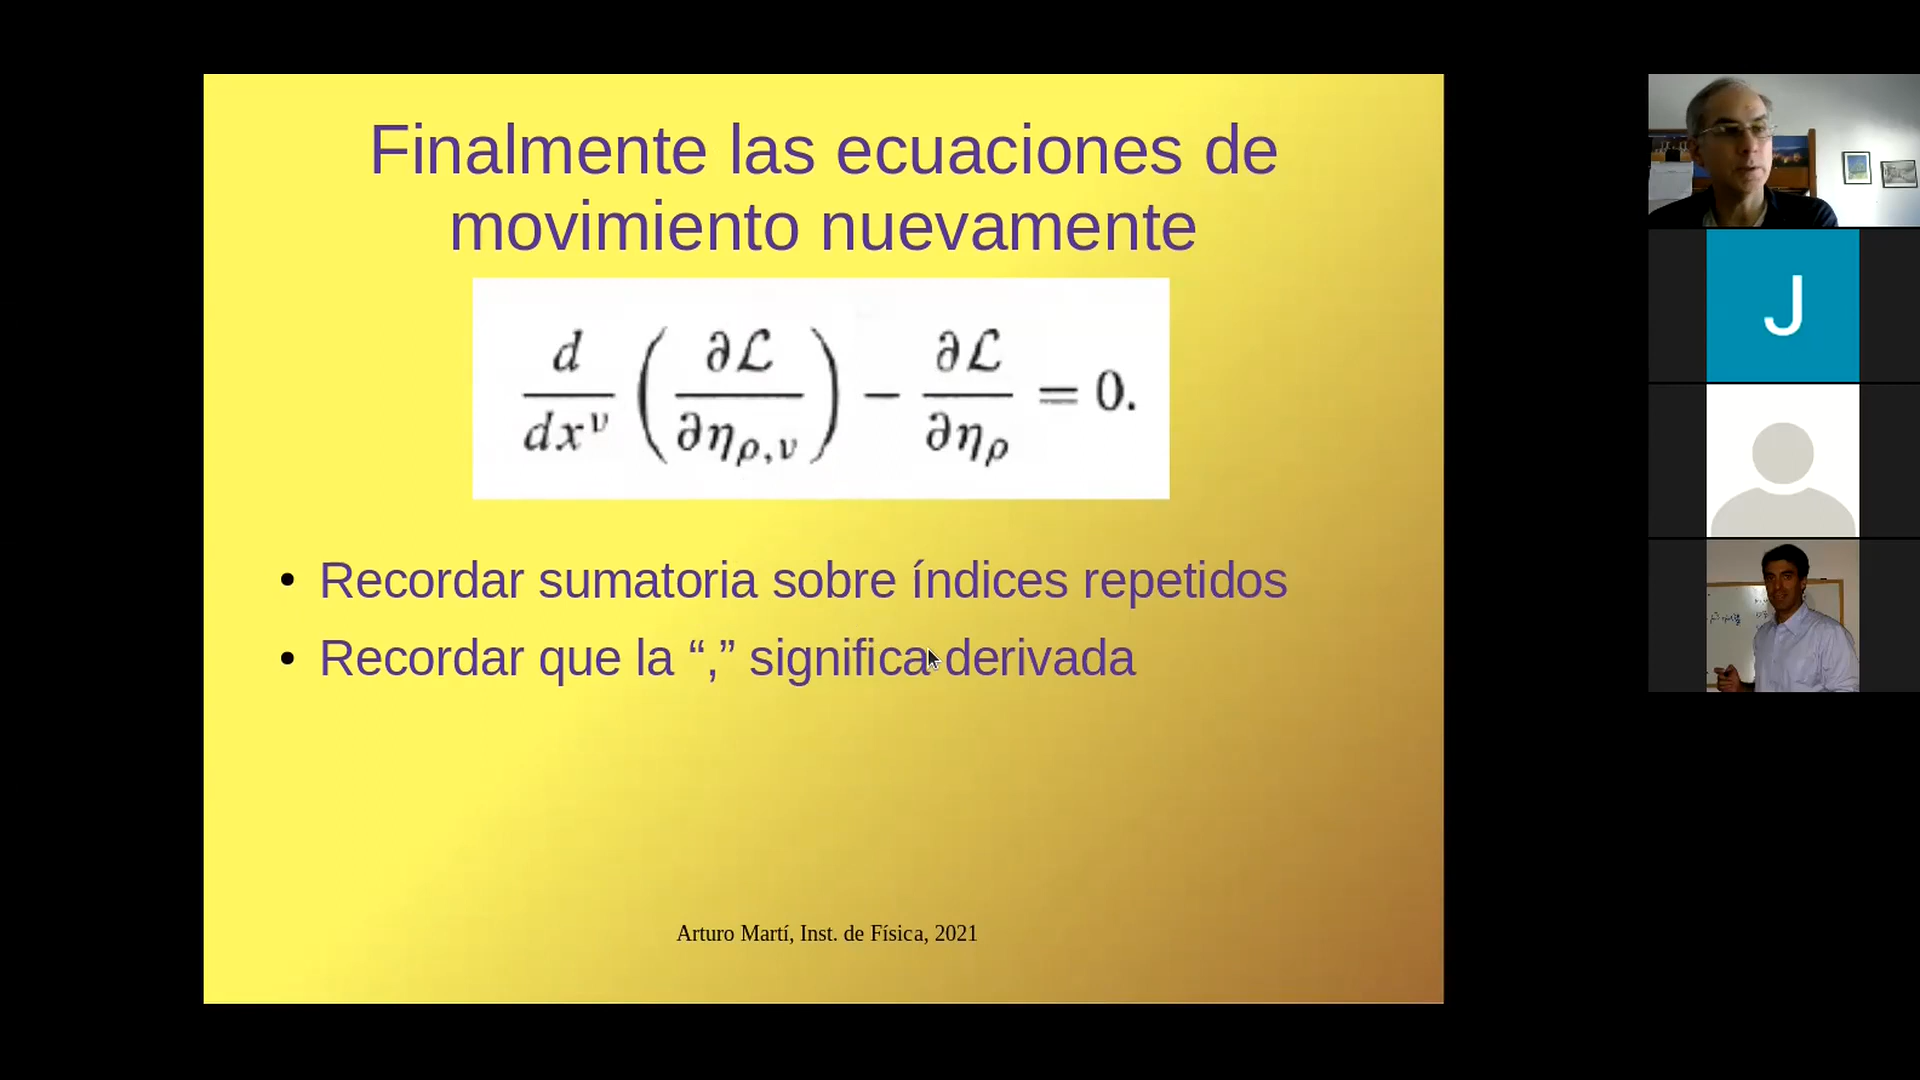 Finalmente las ecuaciones de
movimiento nuevamente
d/dxᵛ (∂ℒ/∂η_{ρ,ν}) − ∂ℒ/∂η_ρ = 0.
• Recordar sumatoria sobre índices repetidos
• Recordar que la “,” significa derivada
Arturo Martí, Inst. de Física, 2021
J